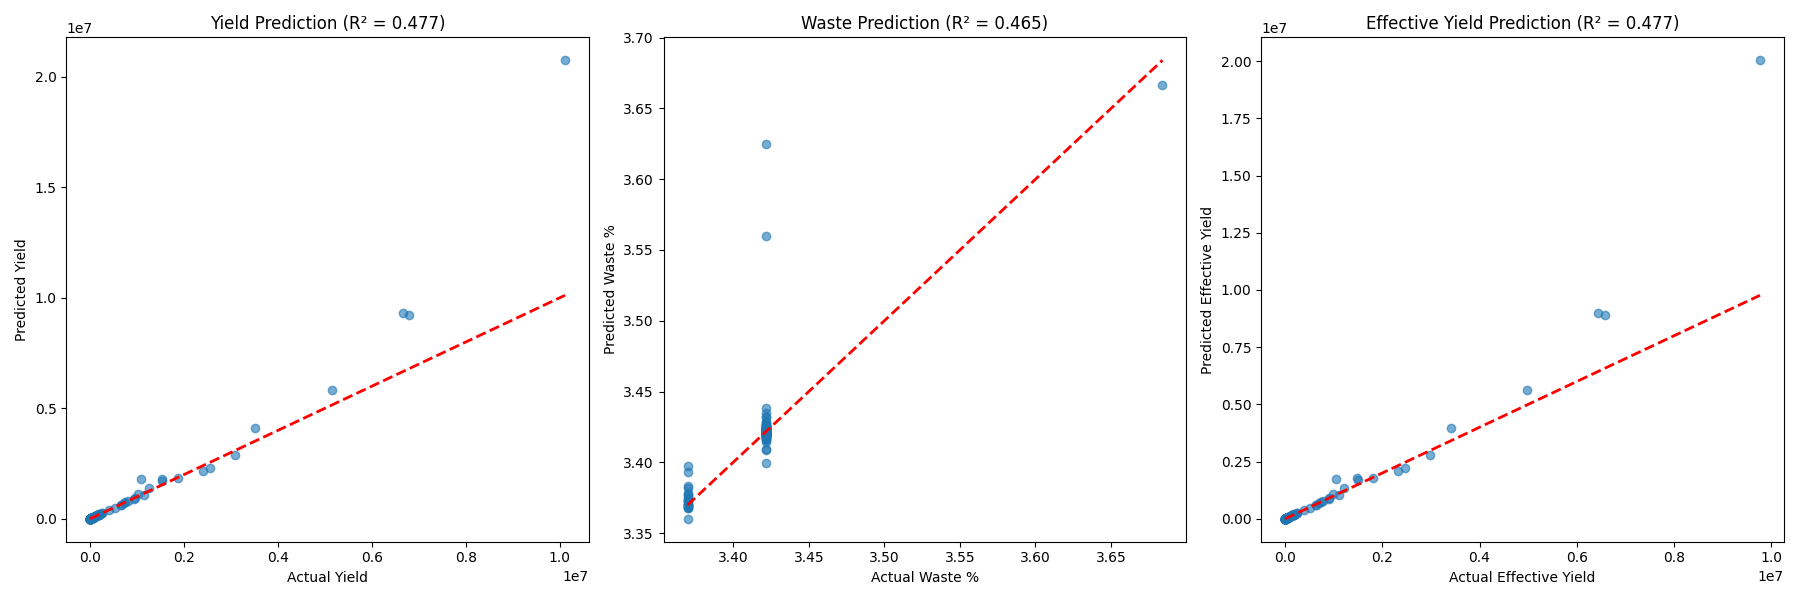 Yield Prediction (R² = 0.477)
1e7
2.0
1.5
1.0
0.5
0.0
Predicted Yield
0.0 0.2 0.4 0.6 0.8 1.0
1e7
Actual Yield
Waste Prediction (R² = 0.465)
3.70
3.65
3.60
3.55
3.50
3.45
3.40
3.35
Predicted Waste %
3.40 3.45 3.50 3.55 3.60 3.65
Actual Waste %
Effective Yield Prediction (R² = 0.477)
1e7
2.00
1.75
1.50
1.25
1.00
0.75
0.50
0.25
0.00
Predicted Effective Yield
0.0 0.2 0.4 0.6 0.8 1.0
1e7
Actual Effective Yield